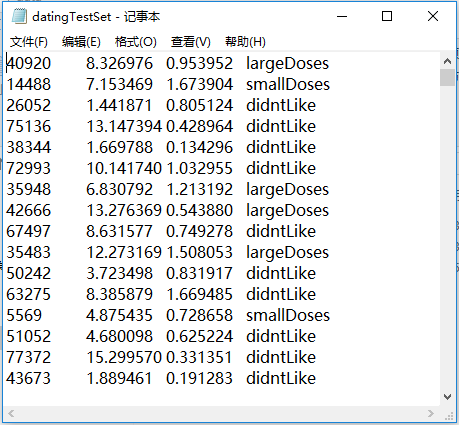 datingTestSet - 记事本
文件(F) 编辑(E) 格式(O) 查看(V) 帮助(H)
40920 8.326976 0.953952 largeDoses
14488 7.153469 1.673904 smallDoses
26052 1.441871 0.805124 didntLike
75136 13.147394 0.428964 didntLike
38344 1.669788 0.134296 didntLike
72993 10.141740 1.032955 didntLike
35948 6.830792 1.213192 largeDoses
42666 13.276369 0.543880 largeDoses
67497 8.631577 0.749278 didntLike
35483 12.273169 1.508053 largeDoses
50242 3.723498 0.831917 didntLike
63275 8.385879 1.669485 didntLike
5569 4.875435 0.728658 smallDoses
51052 4.680098 0.625224 didntLike
77372 15.299570 0.331351 didntLike
43673 1.889461 0.191283 didntLike